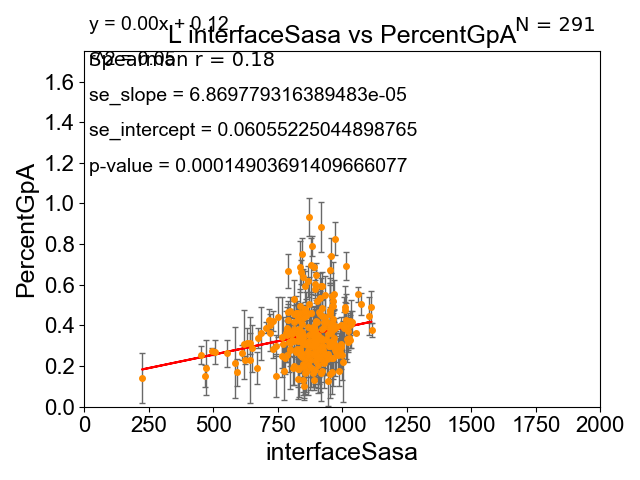 y = 0.00x + 0.12
N = 291
L interfaceSasa vs PercentGpA
Spearman r = 0.18
se_slope = 6.869779316389483e-05
se_intercept = 0.06055225044898765
p-value = 0.00014903691409666077
PercentGpA
1.6
1.4
1.2
1.0
0.8
0.6
0.4
0.2
0.0
0 250 500 750 1000 1250 1500 1750 2000
interfaceSasa